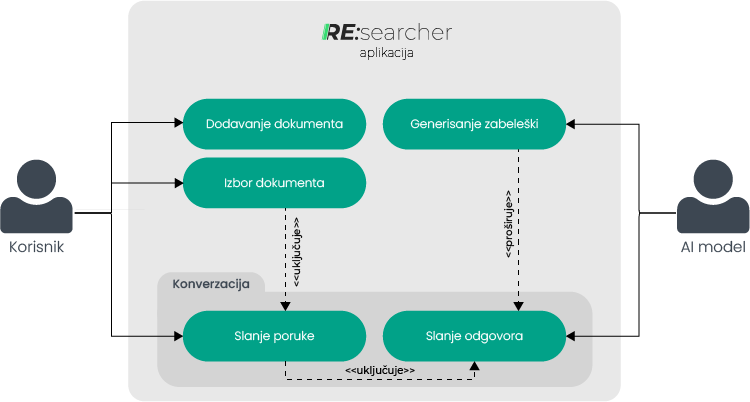 RE:searcher
aplikacija
Dodavanje dokumenta
Generisanje zabeleški
Izbor dokumenta
<<uključuje>>
<<proširuje>>
Korisnik
AI model
Konverzacija
Slanje poruke
Slanje odgovora
<<uključuje>>